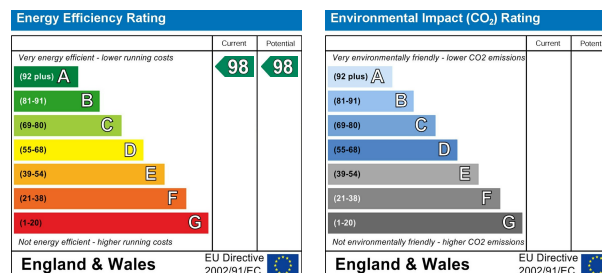 Energy Efficiency Rating
Current Potential
Very energy efficient - lower running costs
(92 plus) A
98 98
(81-91) B
(69-80) C
(55-68) D
(39-54) E
(21-38) F
(1-20) G
Not energy efficient - higher running costs
England & Wales
EU Directive
2002/91/EC
Environmental Impact (CO₂) Rating
Current Potent
Very environmentally friendly - lower CO2 emissions
(92 plus) A
(81-91) B
(69-80) C
(55-68) D
(39-54) E
(21-38) F
(1-20) G
Not environmentally friendly - higher CO2 emissions
England & Wales
EU Directive
2002/91/EC